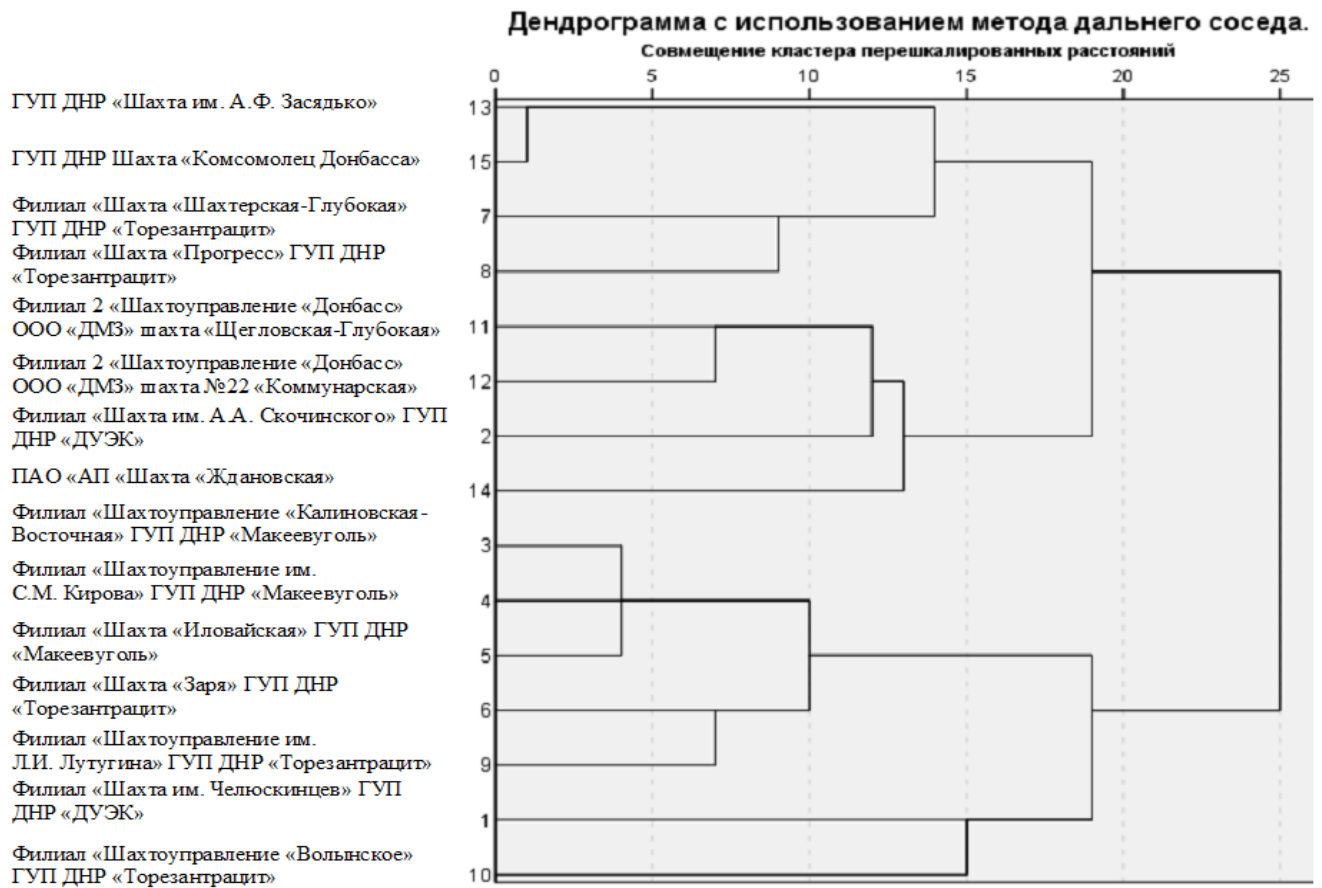 Дендрограмма с использованием метода дальнего соседа.
Совмещение кластера перешкалированных расстояний
0 5 10 15 20 25
ГУП ДНР «Шахта им. А.Ф. Засядько»
13
ГУП ДНР Шахта «Комсомолец Донбасса»
15
Филиал «Шахта «Шахтерская-Глубокая»
ГУП ДНР «Торезантрацит»
7
Филиал «Шахта «Прогресс» ГУП ДНР
«Торезантрацит»
8
Филиал 2 «Шахтоуправление «Донбасс»
ООО «ДМЗ» шахта «Щегловская-Глубокая»
11
Филиал 2 «Шахтоуправление «Донбасс»
ООО «ДМЗ» шахта №22 «Коммунарская»
12
Филиал «Шахта им. А.А. Скочинского» ГУП
ДНР «ДУЭК»
2
ПАО «АП «Шахта «Ждановская»
14
Филиал «Шахтоуправление «Калиновская-
Восточная» ГУП ДНР «Макеевуголь»
3
Филиал «Шахтоуправление им.
С.М. Кирова» ГУП ДНР «Макеевуголь»
4
Филиал «Шахта «Иловайская» ГУП ДНР
«Макеевуголь»
5
Филиал «Шахта «Заря» ГУП ДНР
«Торезантрацит»
6
Филиал «Шахтоуправление им.
Л.И. Лутугина» ГУП ДНР «Торезантрацит»
9
Филиал «Шахта им. Челюскинцев» ГУП
ДНР «ДУЭК»
1
Филиал «Шахтоуправление «Волынское»
ГУП ДНР «Торезантрацит»
10